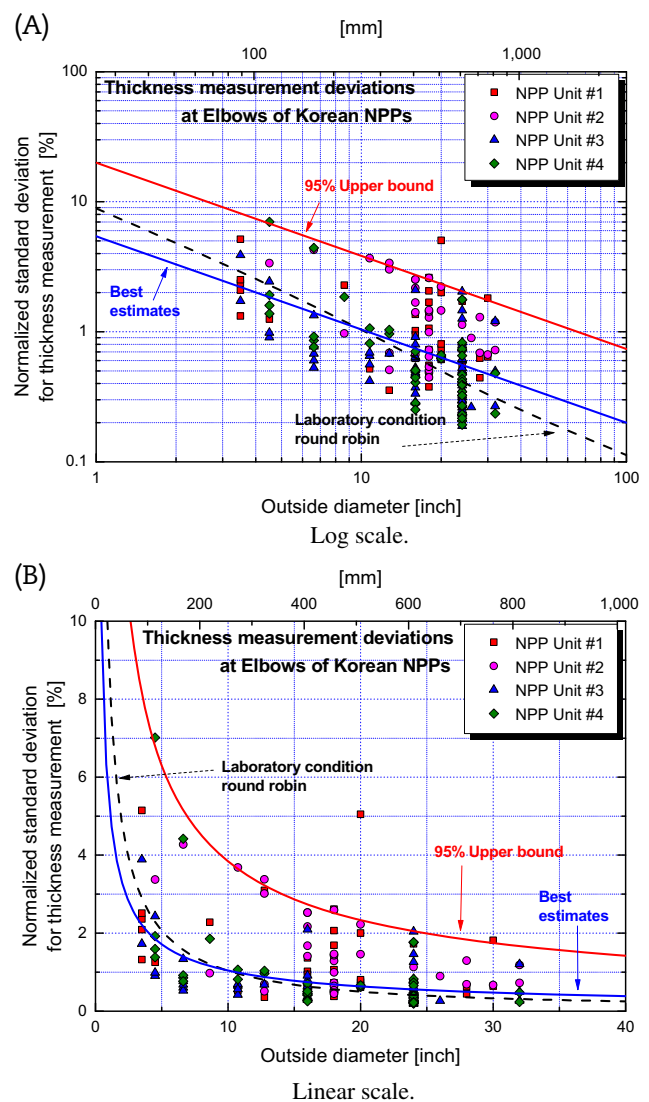 (A)
[mm]
100 1,000
Thickness measurement deviations
at Elbows of Korean NPPs
NPP Unit #1
NPP Unit #2
NPP Unit #3
NPP Unit #4
100
10
1
0.1
Normalized standard deviation
for thickness measurement [%]
95% Upper bound
Best
estimates
Laboratory condition
round robin
1 10 100
Outside diameter [inch]
Log scale.
(B)
[mm]
0 200 400 600 800 1,000
Thickness measurement deviations
at Elbows of Korean NPPs
NPP Unit #1
NPP Unit #2
NPP Unit #3
NPP Unit #4
10
8
6
4
2
0
Normalized standard deviation
for thickness measurement [%]
Laboratory condition
round robin
95% Upper bound
Best
estimates
0 10 20 30 40
Outside diameter [inch]
Linear scale.